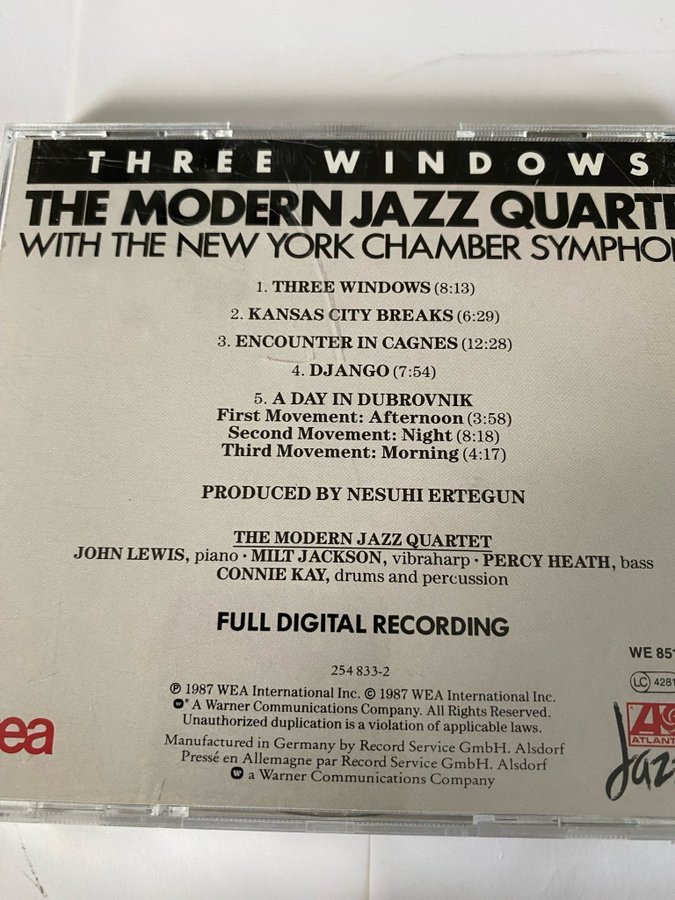 THREE WINDOWS
THE MODERN JAZZ QUARTE
WITH THE NEW YORK CHAMBER SYMPHO
1. THREE WINDOWS (8:13)
2. KANSAS CITY BREAKS (6:29)
3. ENCOUNTER IN CAGNES (12:28)
4. DJANGO (7:54)
5. A DAY IN DUBROVNIK
First Movement: Afternoon (3:58)
Second Movement: Night (8:18)
Third Movement: Morning (4:17)
PRODUCED BY NESUHI ERTEGUN
THE MODERN JAZZ QUARTET
JOHN LEWIS, piano · MILT JACKSON, vibraharp · PERCY HEATH, bass
CONNIE KAY, drums and percussion
FULL DIGITAL RECORDING
WE 851
254 833-2
LC 4281
℗ 1987 WEA International Inc. © 1987 WEA International Inc.
® A Warner Communications Company. All Rights Reserved.
Unauthorized duplication is a violation of applicable laws.
Manufactured in Germany by Record Service GmbH. Alsdorf
Pressé en Allemagne par Record Service GmbH. Alsdorf
a Warner Communications Company
ea
ATLANT
Jazz